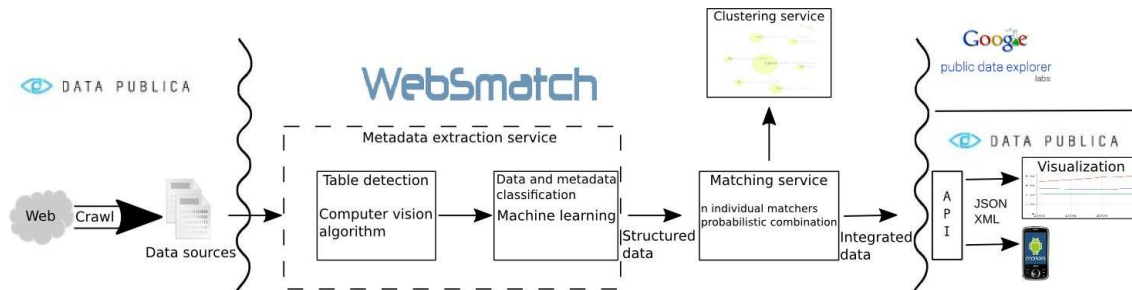 DATA PUBLICA
Web
Crawl
Data sources
WebSmatch
Metadata extraction service
Table detection
Computer vision
algorithm
Data and metadata
classification
Machine learning
Structured
data
Clustering service
Matching service
n individual matchers
probabilistic combination
Integrated
data
Google
public data explorer
labs
DATA PUBLICA
A
P
I
JSON
XML
Visualization